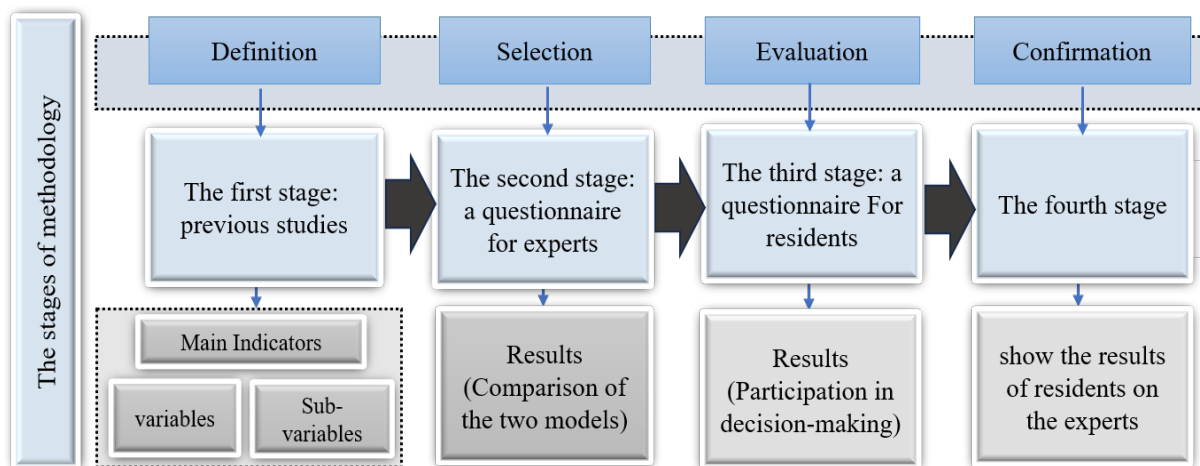 The stages of methodology
Definition
Selection
Evaluation
Confirmation
The first stage:
previous studies
The second stage:
a questionnaire
for experts
The third stage: a
questionnaire For
residents
The fourth stage
Main Indicators
variables
Sub-
variables
Results
(Comparison of
the two models)
Results
(Participation in
decision-making)
show the results
of residents on
the experts